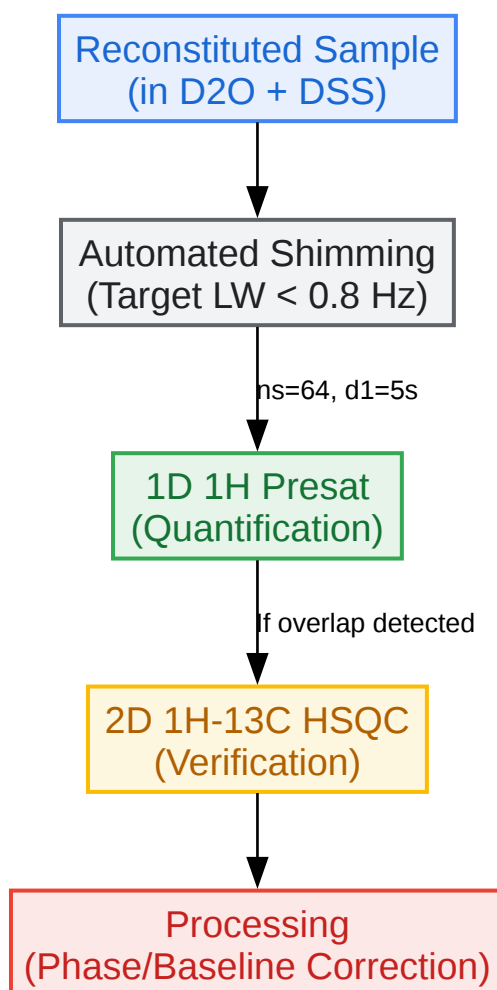 Reconstituted Sample
(in D2O + DSS)
Automated Shimming
(Target LW < 0.8 Hz)
ns=64, d1=5s
1D 1H Presat
(Quantification)
If overlap detected
2D 1H-13C HSQC
(Verification)
Processing
(Phase/Baseline Correction)